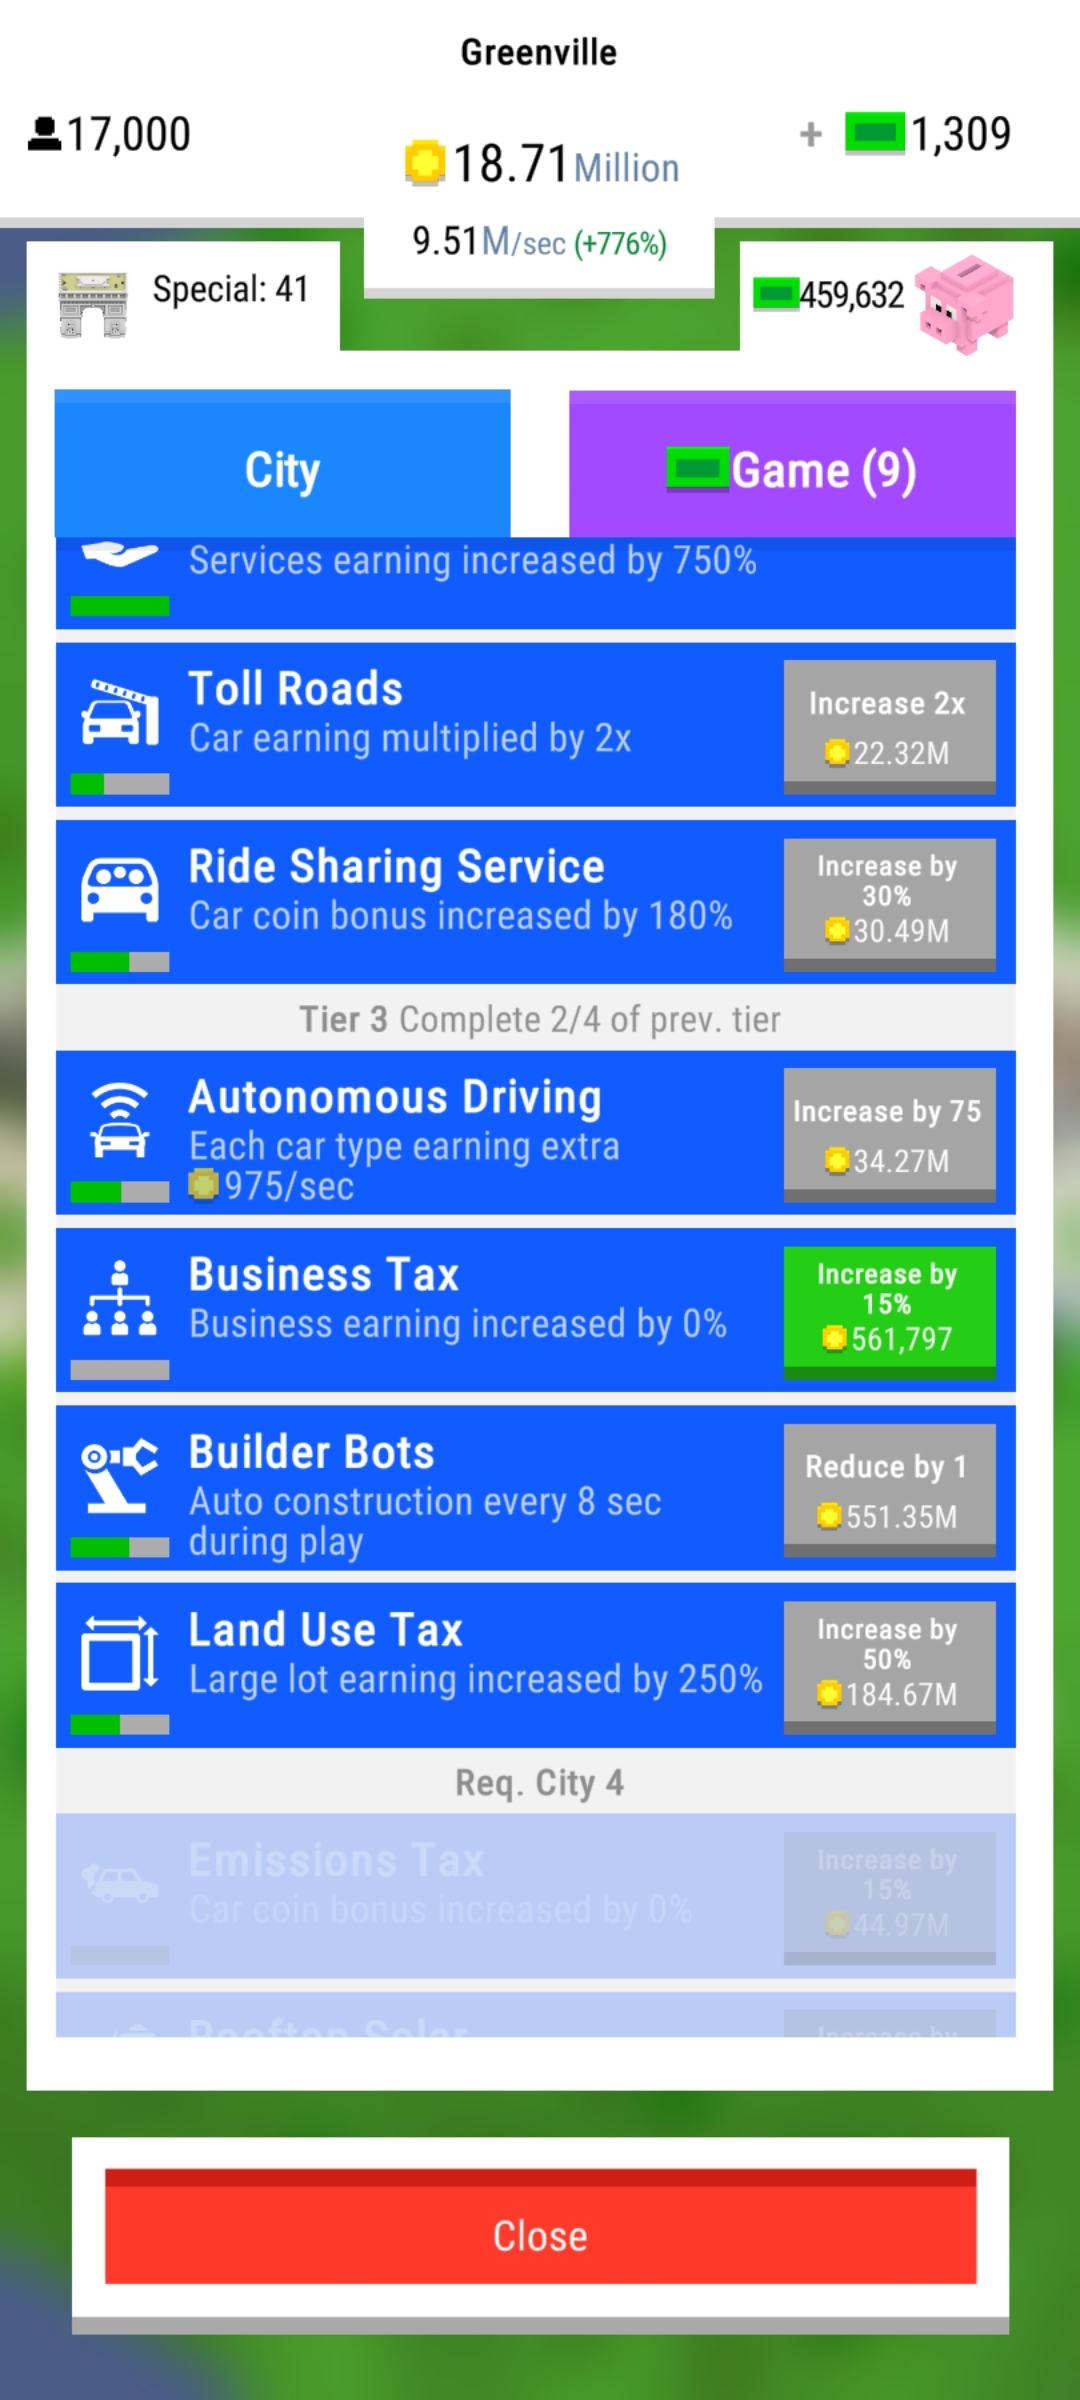 Greenville
17,000
18.71 Million
+ 1,309
9.51M/sec (+776%)
Special: 41
459,632
City
Game (9)
Services earning increased by 750%
Toll Roads
Car earning multiplied by 2x
Increase 2x
22.32M
Ride Sharing Service
Car coin bonus increased by 180%
Increase by
30%
30.49M
Tier 3 Complete 2/4 of prev. tier
Autonomous Driving
Each car type earning extra
975/sec
Increase by 75
34.27M
Business Tax
Business earning increased by 0%
Increase by
15%
561,797
Builder Bots
Auto construction every 8 sec
during play
Reduce by 1
551.35M
Land Use Tax
Large lot earning increased by 250%
Increase by
50%
184.67M
Req. City 4
Emissions Tax
Car coin bonus increased by 0%
Increase by
15%
44.97M
Rooftop Solar
Increase by
Close